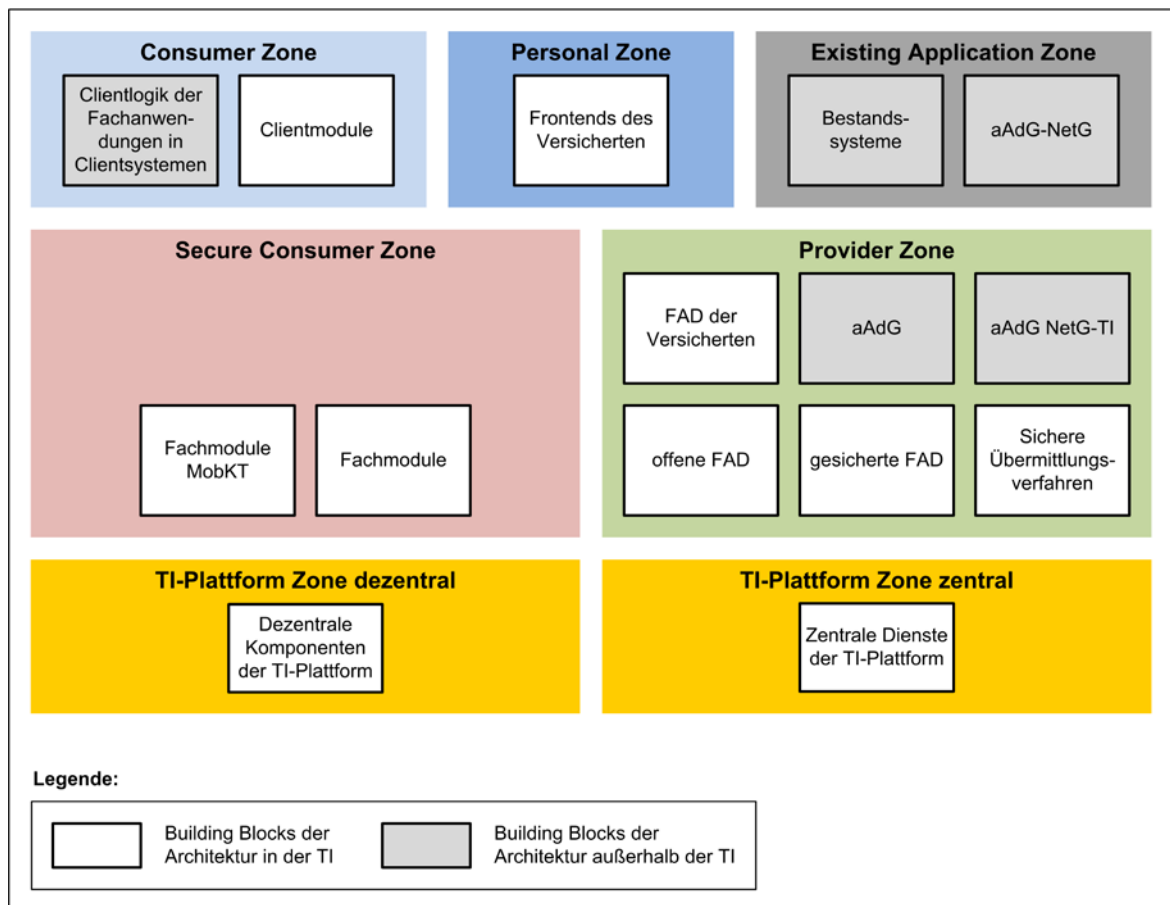 Consumer Zone
Clientlogik der
Fachanwen-
dungen in
Clientsystemen
Clientmodule
Personal Zone
Frontends des
Versicherten
Existing Application Zone
Bestands-
systeme
aAdG-NetG
Secure Consumer Zone
Fachmodule
MobKT
Fachmodule
Provider Zone
FAD der
Versicherten
aAdG
aAdG NetG-TI
offene FAD
gesicherte FAD
Sichere
Übermittlungs-
verfahren
TI-Plattform Zone dezentral
Dezentrale
Komponenten
der TI-Plattform
TI-Plattform Zone zentral
Zentrale Dienste
der TI-Plattform
Legende:
Building Blocks der
Architektur in der TI
Building Blocks der
Architektur außerhalb der TI